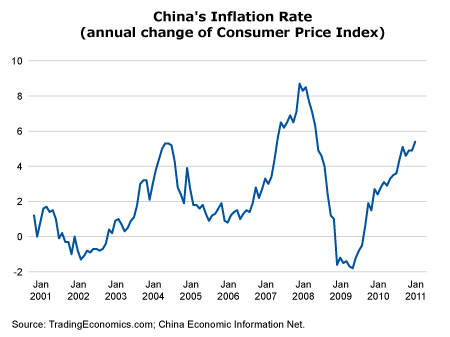 China's Inflation Rate
(annual change of Consumer Price Index)
10
8
6
4
2
0
-2
Jan Jan Jan Jan Jan Jan Jan Jan Jan Jan Jan
2001 2002 2003 2004 2005 2006 2007 2008 2009 2010 2011
Source: TradingEconomics.com; China Economic Information Net.